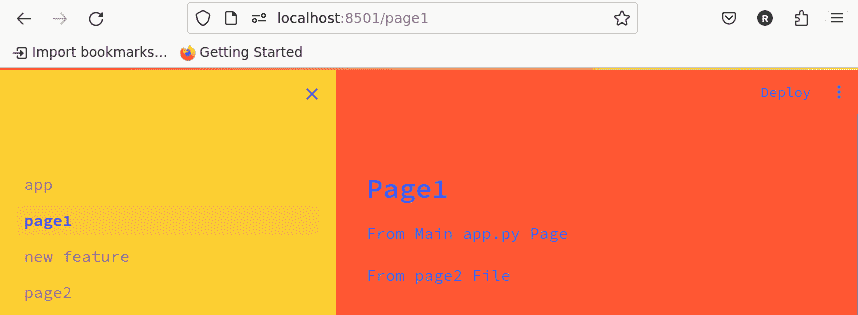 localhost:8501/page1
R
Import bookmarks... Getting Started
Deploy
app
page1
new feature
page2
Page1
From Main app.py Page
From page2 File